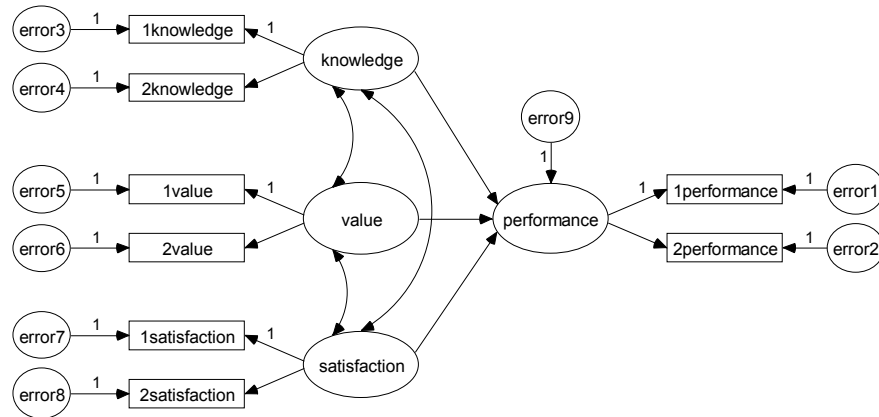 error3
1
1knowledge
1
knowledge
error4
1
2knowledge
error9
1
error5
1
1value
1
value
performance
1
1performance
1
error1
error6
1
2value
2performance
1
error2
error7
1
1satisfaction
1
satisfaction
error8
1
2satisfaction